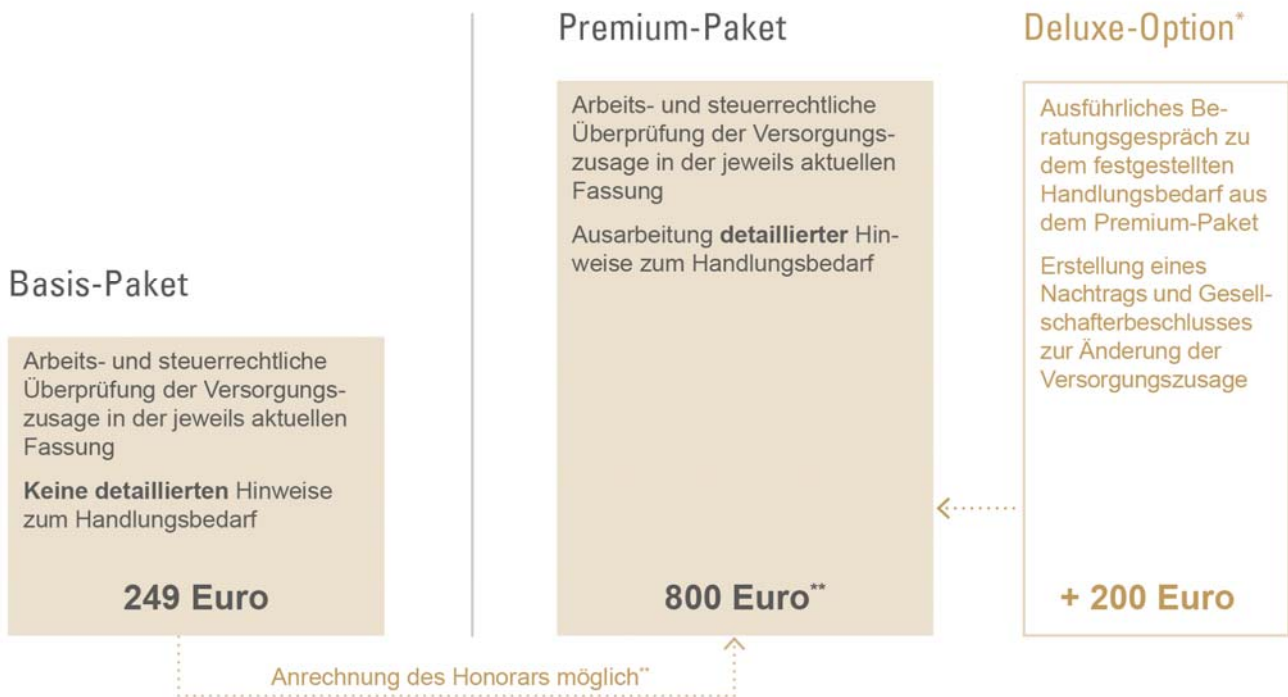 Basis-Paket
Arbeits- und steuerrechtliche
Überprüfung der Versorgungs-
zusage in der jeweils aktuellen
Fassung
Keine detaillierten Hinweise
zum Handlungsbedarf
249 Euro
Premium-Paket
Arbeits- und steuerrechtliche
Überprüfung der Versorgungs-
zusage in der jeweils aktuellen
Fassung
Ausarbeitung detaillierter Hin-
weise zum Handlungsbedarf
800 Euro**
Deluxe-Option*
Ausführliches Be-
ratungsgespräch zu
dem festgestellten
Handlungsbedarf aus
dem Premium-Paket
Erstellung eines
Nachtrags und Gesell-
schafterbeschlusses
zur Änderung der
Versorgungszusage
+ 200 Euro
Anrechnung des Honorars möglich**